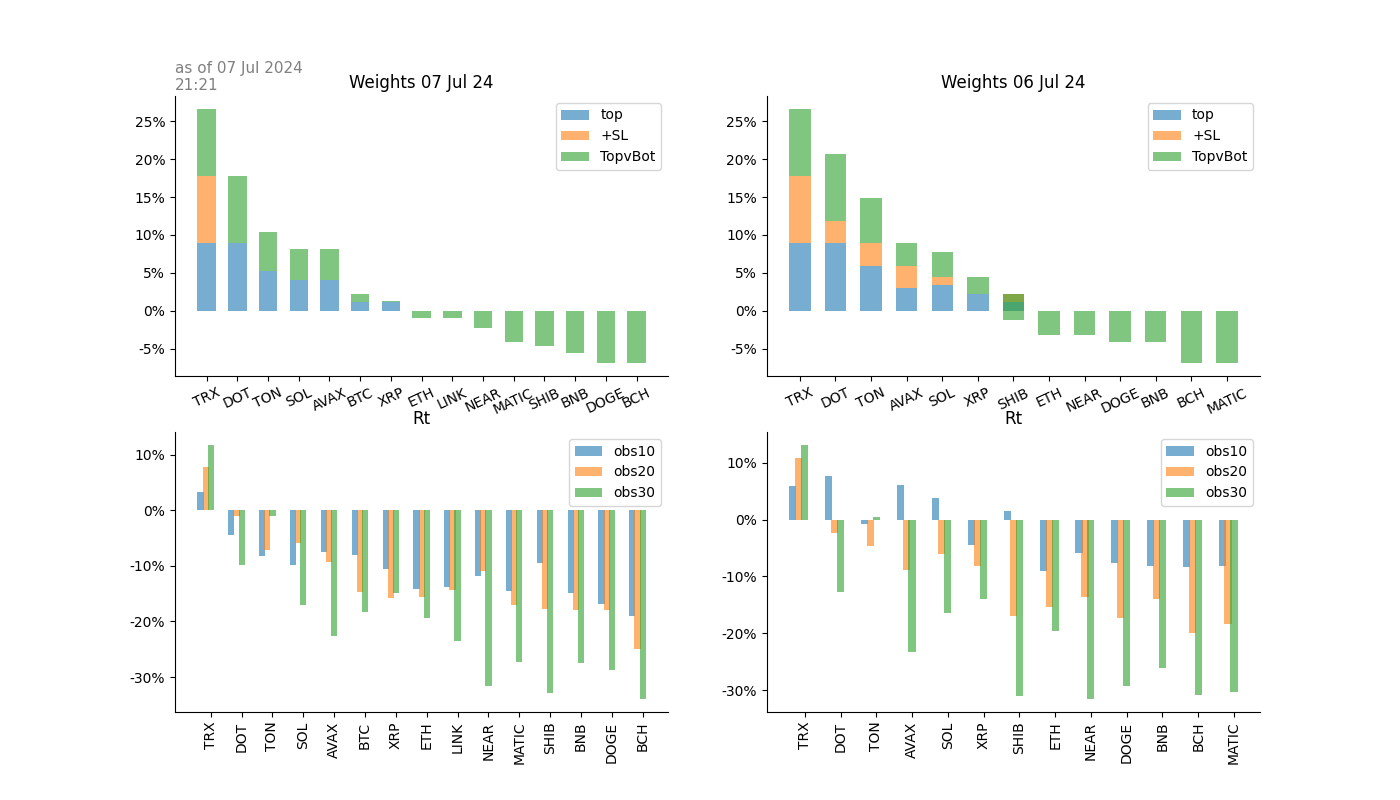 as of 07 Jul 2024
21:21
Weights 07 Jul 24
25%
20%
15%
10%
5%
0%
-5%
top
+SL
TopvBot
TRX DOT TON SOL AVAX BTC XRP ETH LINK NEAR MATIC SHIB BNB DOGE BCH
Weights 06 Jul 24
25%
20%
15%
10%
5%
0%
-5%
top
+SL
TopvBot
TRX DOT TON AVAX SOL XRP SHIB ETH NEAR DOGE BNB BCH MATIC
Rt
10%
0%
-10%
-20%
-30%
obs10
obs20
obs30
TRX DOT TON SOL AVAX BTC XRP ETH LINK NEAR MATIC SHIB BNB DOGE BCH
Rt
10%
0%
-10%
-20%
-30%
obs10
obs20
obs30
TRX DOT TON AVAX SOL XRP SHIB ETH NEAR DOGE BNB BCH MATIC